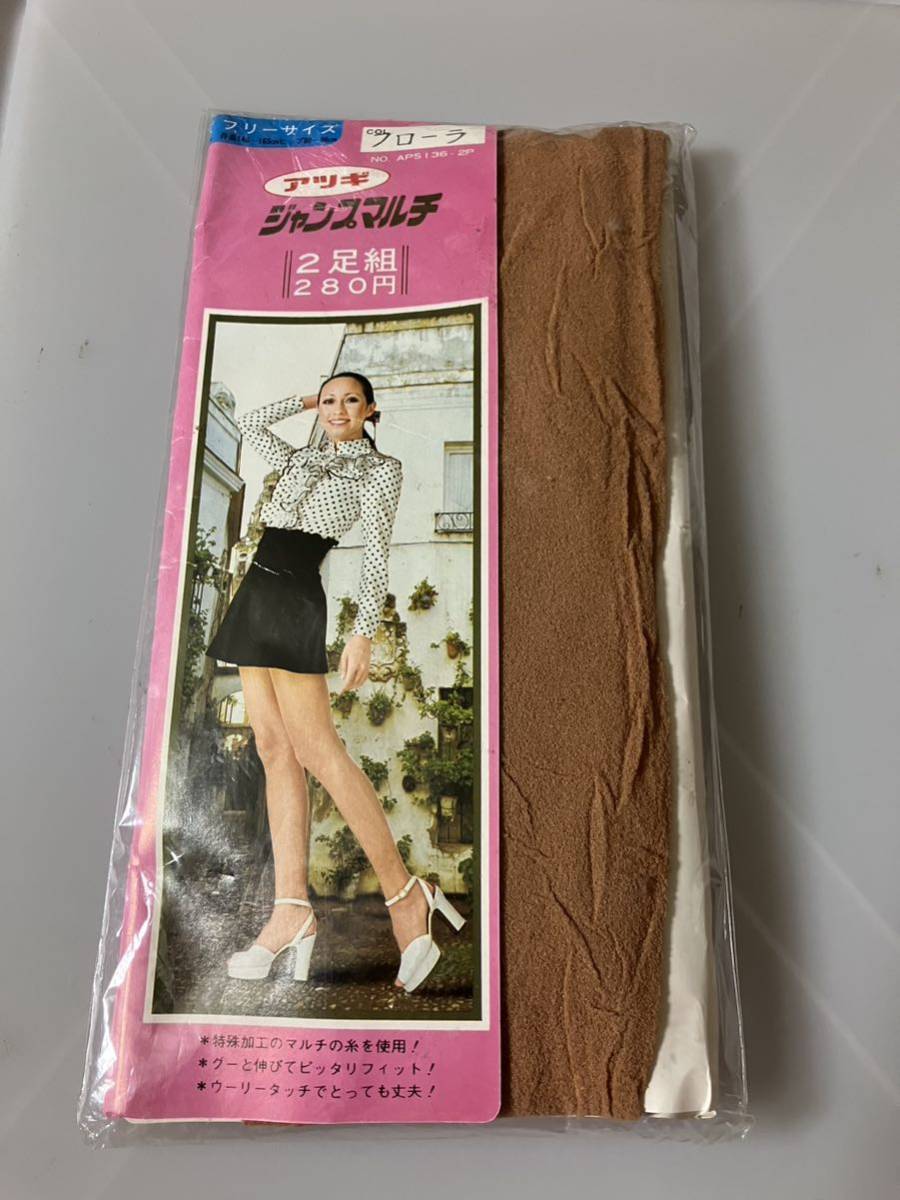 フリーサイズ
COL フローラ
NO. APS136-2P
アツギ
ジャンプマルチ
2足組
280円
*特殊加工のマルチの糸を使用!
*グーと伸びてピッタリフィット!
*ウーリータッチでとっても丈夫!